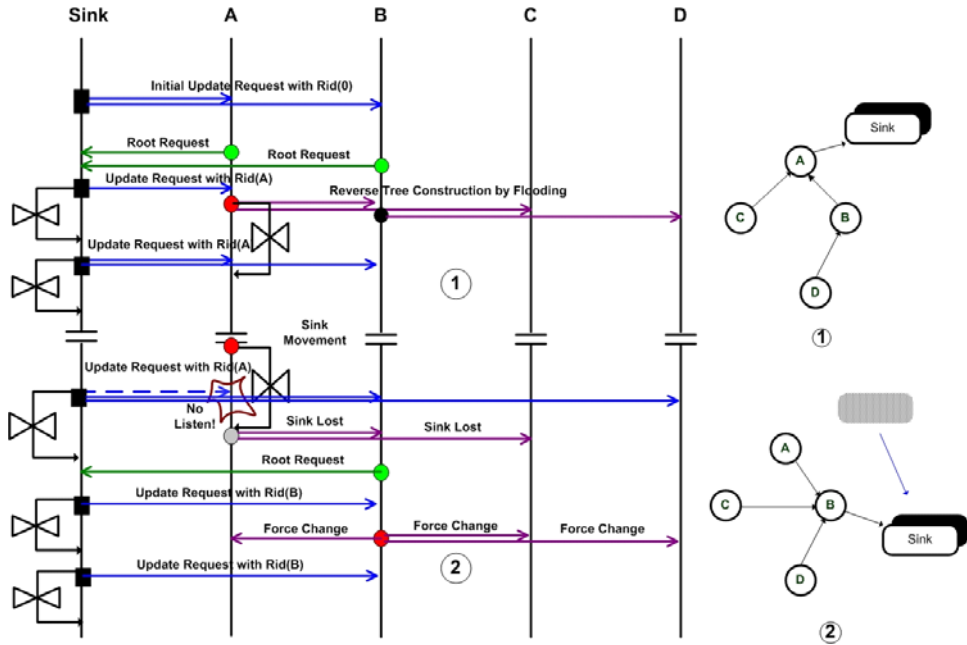 Sink A B C D
Initial Update Request with Rid(0)
Root Request
Root Request
Update Request with Rid(A)
Reverse Tree Construction by Flooding
Update Request with Rid(A
1
Sink
Movement
Update Request with Rid(A)
No
Listen!
Sink Lost
Sink Lost
Root Request
Update Request with Rid(B)
Force Change
Force Change
Force Change
2
Update Request with Rid(B)
Sink
A
C
B
D
1
A
C
B
Sink
D
2